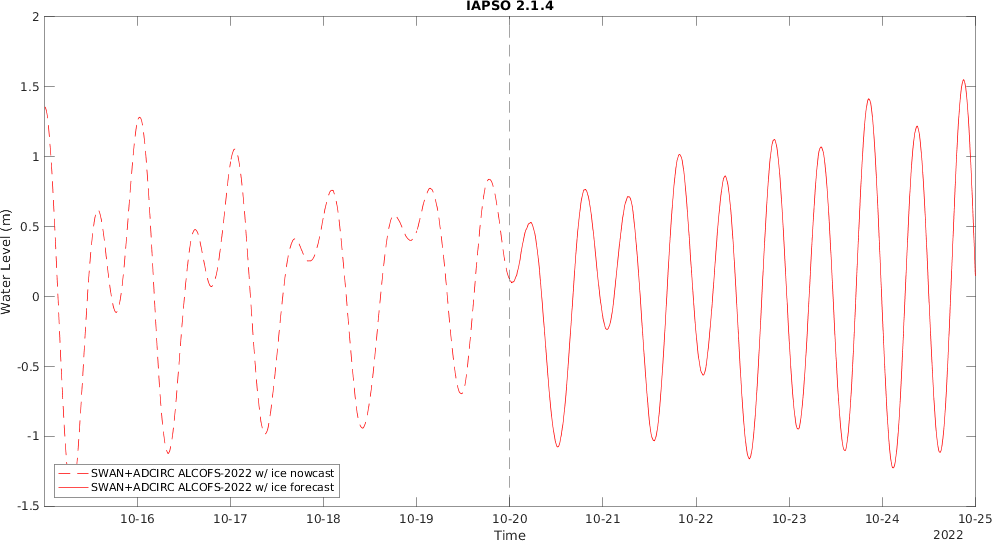 IAPSO 2.1.4
2
1.5
1
0.5
0
-0.5
-1
-1.5
Water Level (m)
SWAN+ADCIRC ALCOFS-2022 w/ ice nowcast
SWAN+ADCIRC ALCOFS-2022 w/ ice forecast
10-16 10-17 10-18 10-19 10-20 10-21 10-22 10-23 10-24 10-25
Time
2022